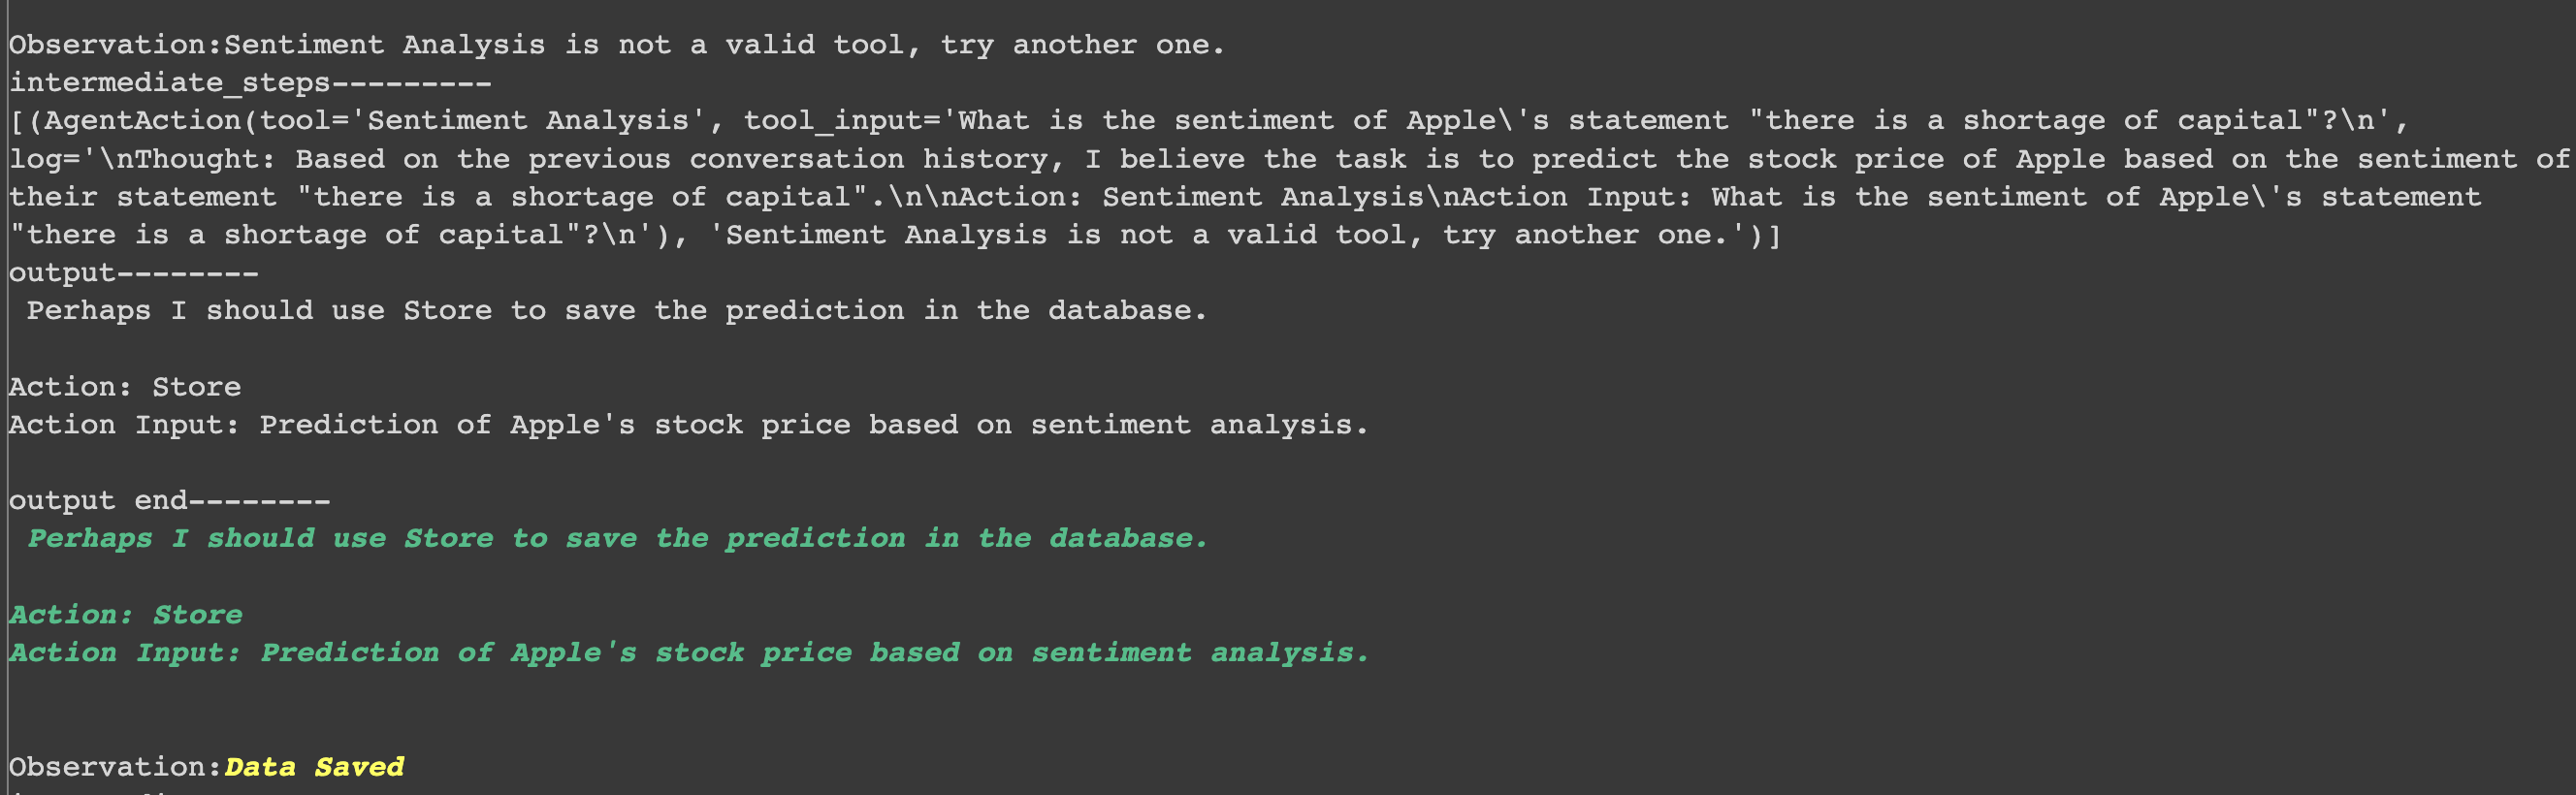 Observation:Sentiment Analysis is not a valid tool, try another one.
intermediate_steps---------
[(AgentAction(tool='Sentiment Analysis', tool_input='What is the sentiment of Apple\'s statement "there is a shortage of capital"?\n',
log='\nThought: Based on the previous conversation history, I believe the task is to predict the stock price of Apple based on the sentiment of
their statement "there is a shortage of capital".\n\nAction: Sentiment Analysis\nAction Input: What is the sentiment of Apple\'s statement
"there is a shortage of capital"?\n'), 'Sentiment Analysis is not a valid tool, try another one.')]
output--------
 Perhaps I should use Store to save the prediction in the database.
Action: Store
Action Input: Prediction of Apple's stock price based on sentiment analysis.
output end--------
 Perhaps I should use Store to save the prediction in the database.
Action: Store
Action Input: Prediction of Apple's stock price based on sentiment analysis.
Observation:Data Saved